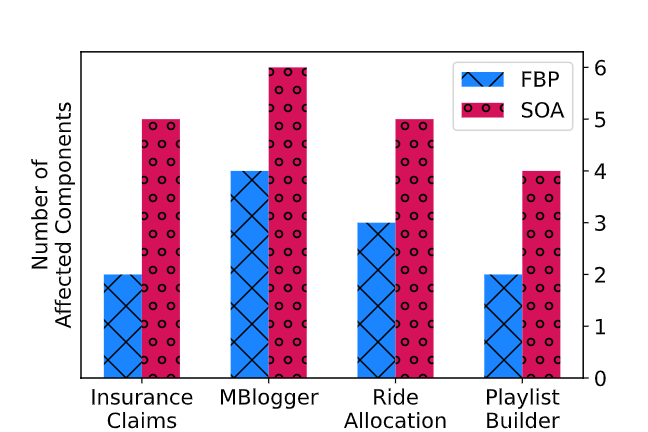 Number of
Affected Components
FBP
SOA
6
5
4
3
2
1
0
Insurance
Claims
MBlogger
Ride
Allocation
Playlist
Builder